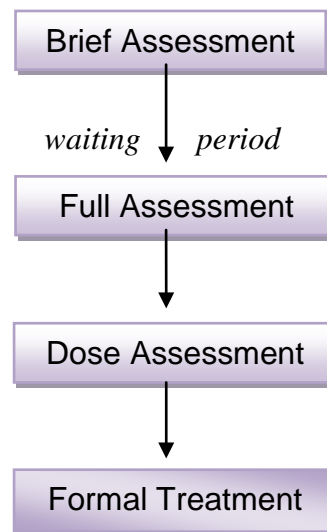 Brief Assessment
waiting period
Full Assessment
Dose Assessment
Formal Treatment